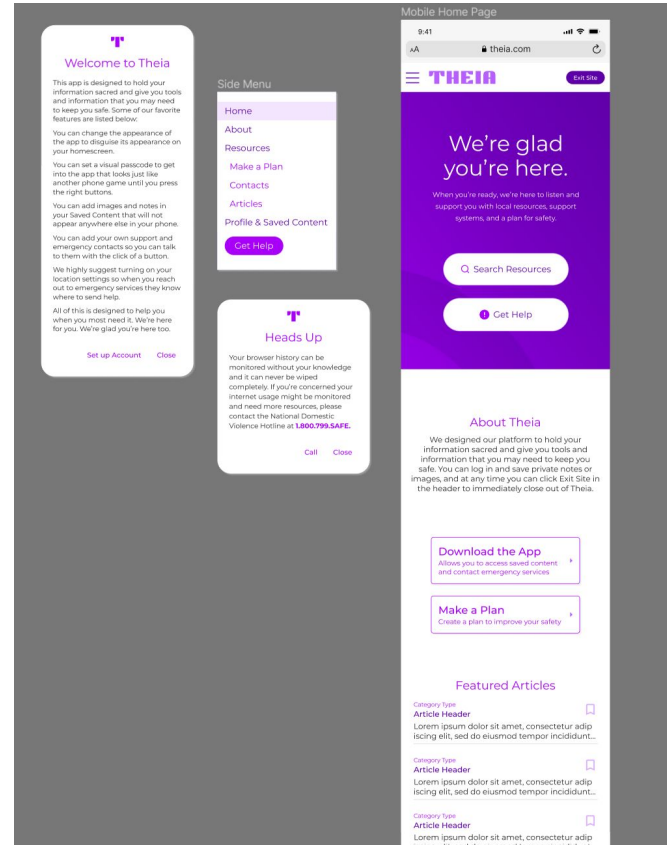 Welcome to Theia
This app is designed to hold your
information sacred and give you tools
and information that you may need
to keep you safe. Some of our favorite
features are listed below:
You can change the appearance of
the app to disguise its appearance on
your homescreen.
You can set a visual passcode to get
into the app that looks just like
another phone game until you press
the right buttons.
You can add images and notes in
your Saved Content that will not
appear anywhere else in your phone.
You can add your own support and
emergency contacts so you can talk
to them with the click of a button.
We highly suggest turning on your
location settings so when you reach
out to emergency services they know
where to send help.
All of this is designed to help you
when you most need it. We're here
for you. We're glad you're here too.
Set up Account Close
Side Menu
Home
About
Resources
Make a Plan
Contacts
Articles
Profile & Saved Content
Get Help
Heads Up
Your browser history can be
monitored without your knowledge
and it can never be wiped
completely. If you're concerned your
internet usage might be monitored
and need more resources, please
contact the National Domestic
Violence Hotline at 1.800.799.SAFE.
Call Close
Mobile Home Page
9:41
AA theia.com
THEIA Exit Site
We're glad
you're here.
When you're ready, we're here to listen and
support you with local resources, support
systems, and a plan for safety.
Search Resources
Get Help
About Theia
We designed our platform to hold your
information sacred and give you tools and
information that you may need to keep you
safe. You can log in and save private notes or
images, and at any time you can click Exit Site in
the header to immediately close out of Theia.
Download the App
Allows you to access saved content
and contact emergency services
Make a Plan
Create a plan to improve your safety
Featured Articles
Category Type
Article Header
Lorem ipsum dolor sit amet, consectetur adip
iscing elit, sed do eiusmod tempor incididunt...
Category Type
Article Header
Lorem ipsum dolor sit amet, consectetur adip
iscing elit, sed do eiusmod tempor incididunt...
Category Type
Article Header
Lorem ipsum dolor sit amet, consectetur adip